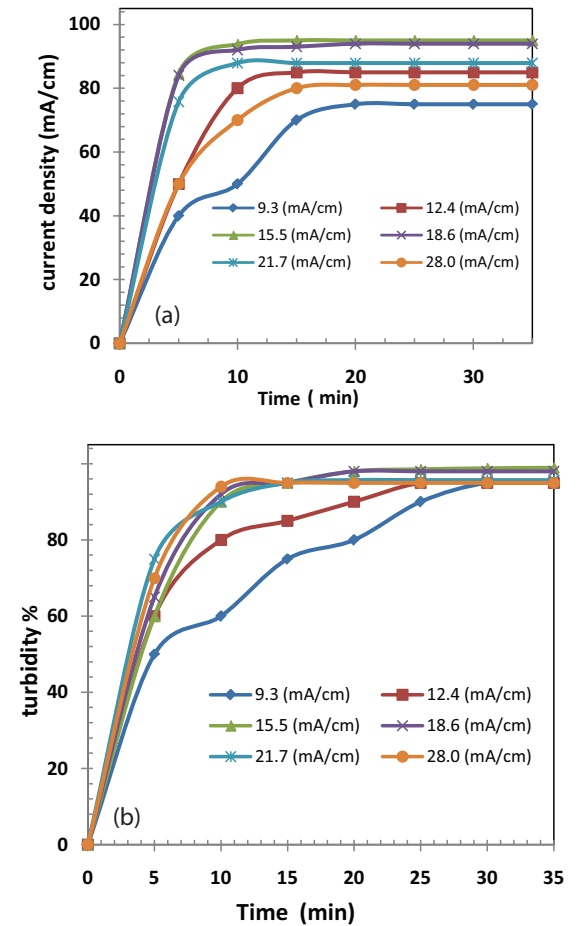 100
80
60
40
20
0
current density (mA/cm)
9.3 (mA/cm)
12.4 (mA/cm)
15.5 (mA/cm)
18.6 (mA/cm)
21.7 (mA/cm)
28.0 (mA/cm)
(a)
0 10 20 30
Time ( min)
80
60
40
20
0
turbidity %
9.3 (mA/cm)
12.4 (mA/cm)
15.5 (mA/cm)
18.6 (mA/cm)
21.7 (mA/cm)
28.0 (mA/cm)
(b)
0 5 10 15 20 25 30 35
Time (min)